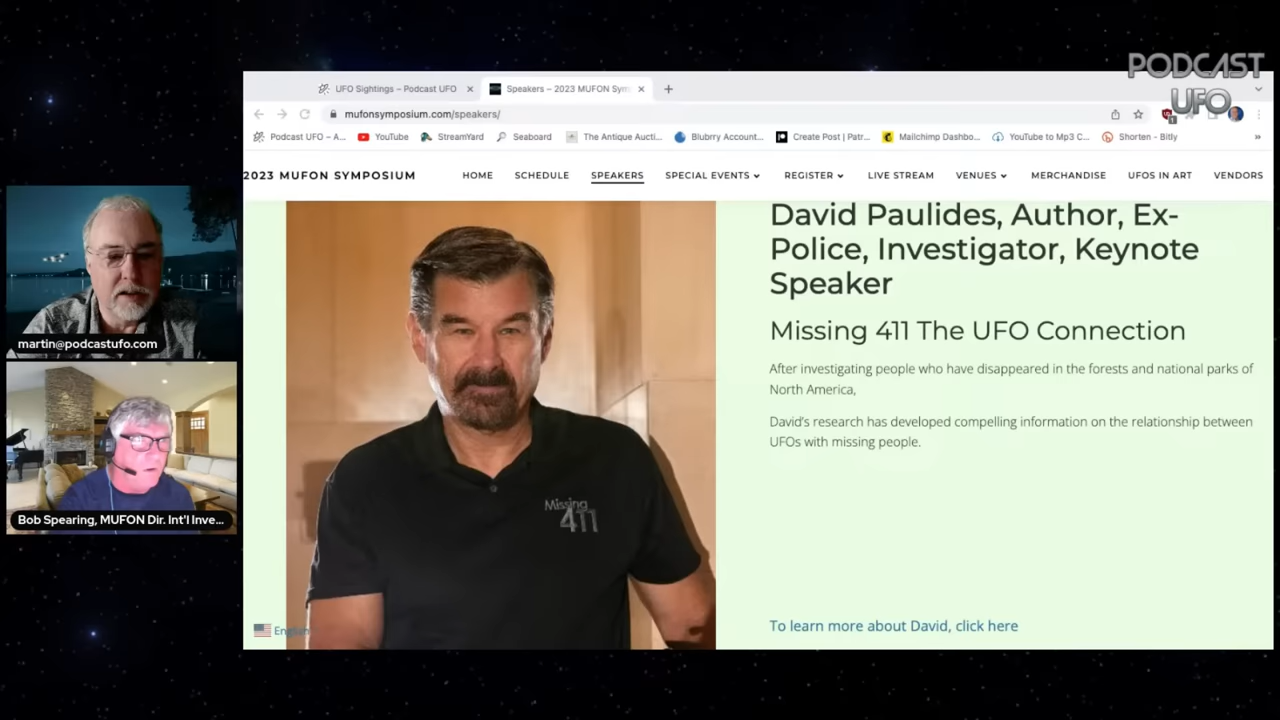 PODCAST
UFO
UFO Sightings – Podcast UFO
Speakers – 2023 MUFON Sym
mufonsymposium.com/speakers/
Podcast UFO – A...
YouTube
StreamYard
Seaboard
The Antique Aucti...
Blubrry Account...
Create Post | Patr...
Mailchimp Dashbo...
YouTube to Mp3 C...
Shorten - Bitly
»
2023 MUFON SYMPOSIUM
HOME
SCHEDULE
SPEAKERS
SPECIAL EVENTS
REGISTER
LIVE STREAM
VENUES
MERCHANDISE
UFOS IN ART
VENDORS
David Paulides, Author, Ex-
Police, Investigator, Keynote
Speaker
Missing 411 The UFO Connection
After investigating people who have disappeared in the forests and national parks of
North America,
David's research has developed compelling information on the relationship between
UFOs with missing people.
To learn more about David, click here
Missing
411
English
martin@podcastufo.com
Bob Spearing, MUFON Dir. Int'l Inve...